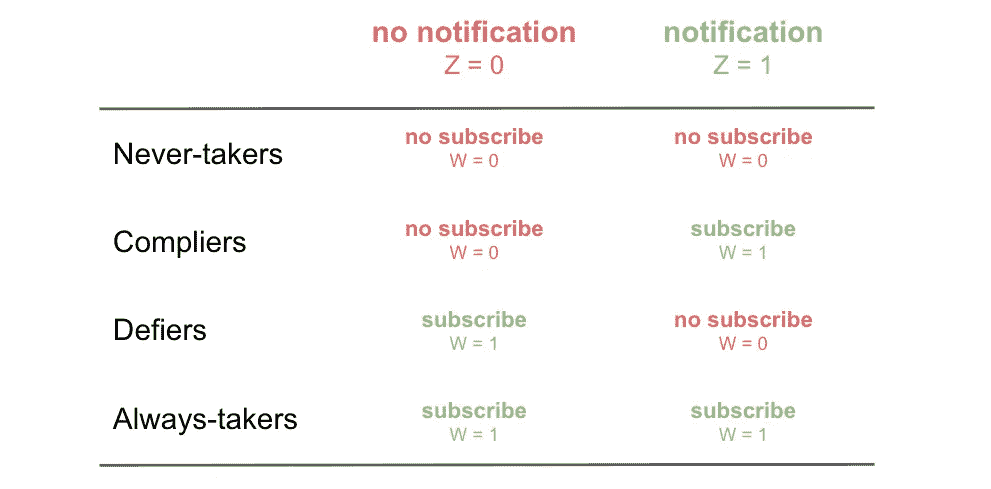 no notification notification
Z = 0 Z = 1
Never-takers no subscribe no subscribe
W = 0 W = 0
Compliers no subscribe subscribe
W = 0 W = 1
Defiers subscribe no subscribe
W = 1 W = 0
Always-takers subscribe subscribe
W = 1 W = 1